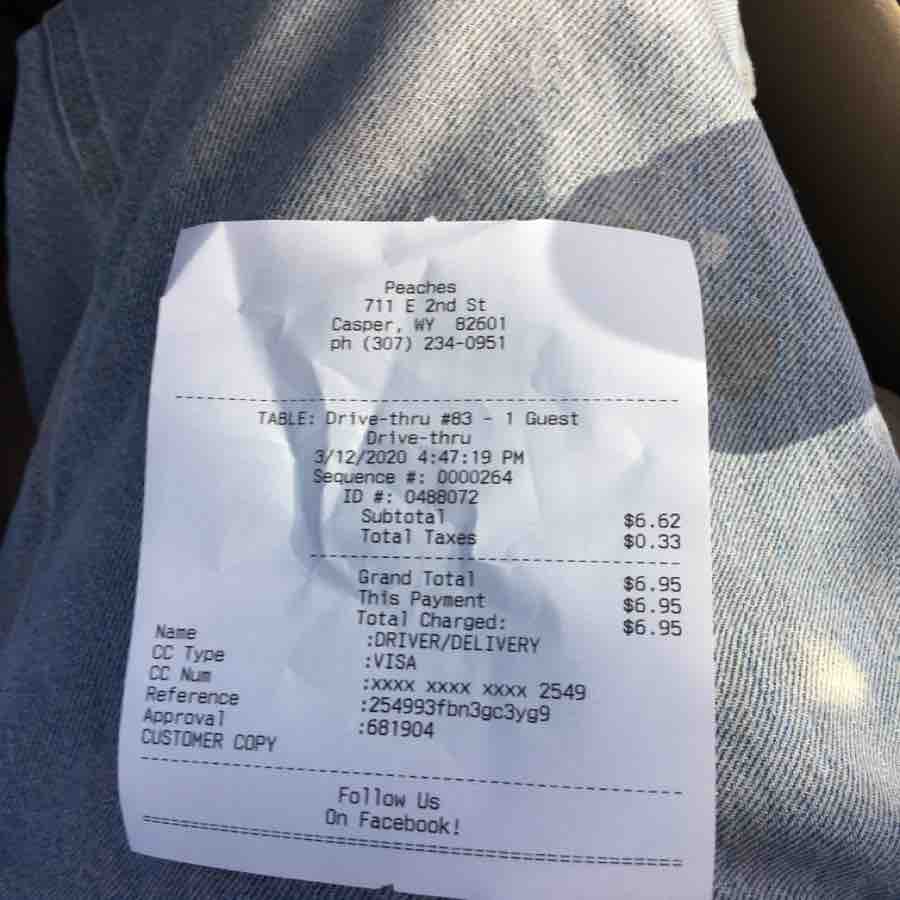 Peaches
711 E 2nd St
Casper, WY 82601
ph (307) 234-0951
TABLE: Drive-thru #83 - 1 Guest
Drive-thru
3/12/2020 4:47:19 PM
Sequence #: 0000264
ID #: 0488072
Subtotal $6.62
Total Taxes $0.33
Grand Total $6.95
This Payment $6.95
Total Charged: $6.95
Name :DRIVER/DELIVERY
CC Type :VISA
CC Num :xxxx xxxx xxxx 2549
Reference :254993fbn3gc3yg9
Approval :681904
CUSTOMER COPY
Follow Us
On Facebook!